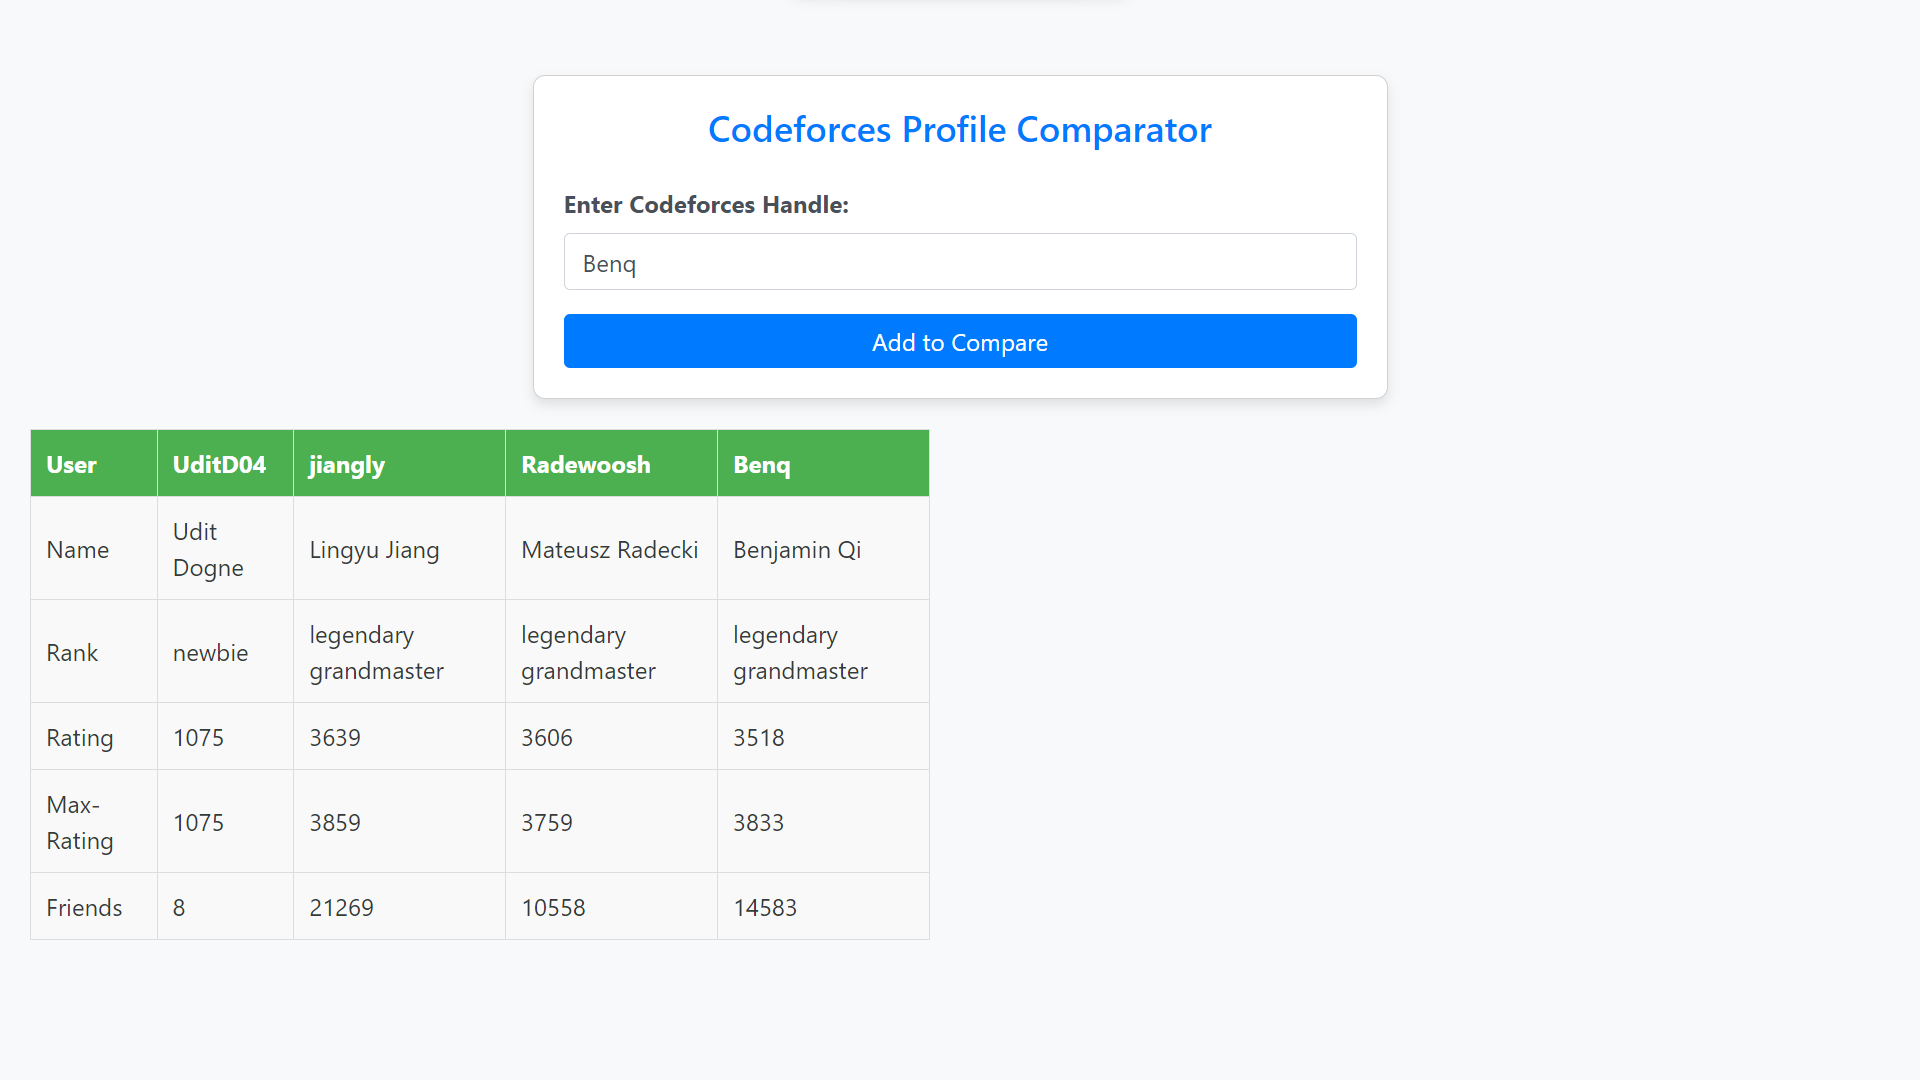 Codeforces Profile Comparator
Enter Codeforces Handle:
Benq
Add to Compare
User UditD04 jiangly Radewoosh Benq
Name Udit Dogne Lingyu Jiang Mateusz Radecki Benjamin Qi
Rank newbie legendary grandmaster legendary grandmaster legendary grandmaster
Rating 1075 3639 3606 3518
Max-Rating 1075 3859 3759 3833
Friends 8 21269 10558 14583